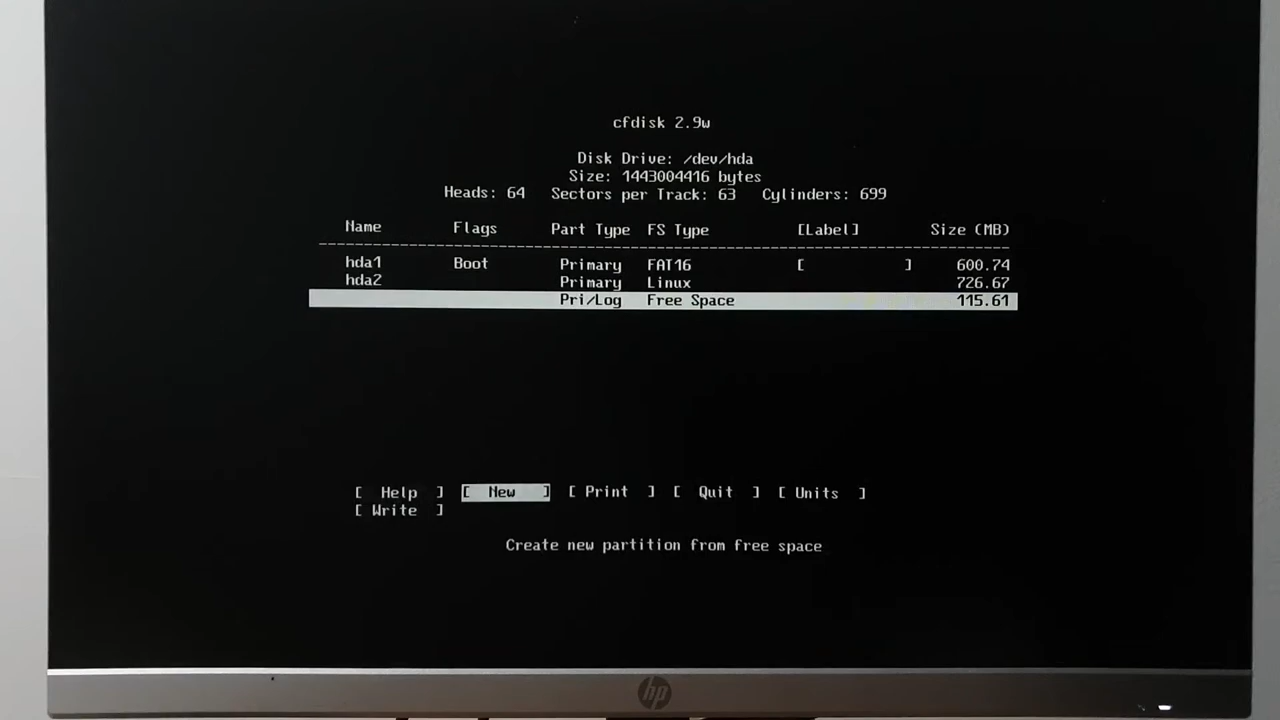 cfdisk 2.9w
Disk Drive: /dev/hda
Size: 1443004416 bytes
Heads: 64 Sectors per Track: 63 Cylinders: 699
Name Flags Part Type FS Type [Label] Size (MB)
--------------------------------------------------------------------------------
hda1 Boot Primary FAT16 [ ] 600.74
hda2 Primary Linux 726.67
Pri/Log Free Space 115.61
[ Help ] [ New ] [ Print ] [ Quit ] [ Units ]
[ Write ]
Create new partition from free space
hp